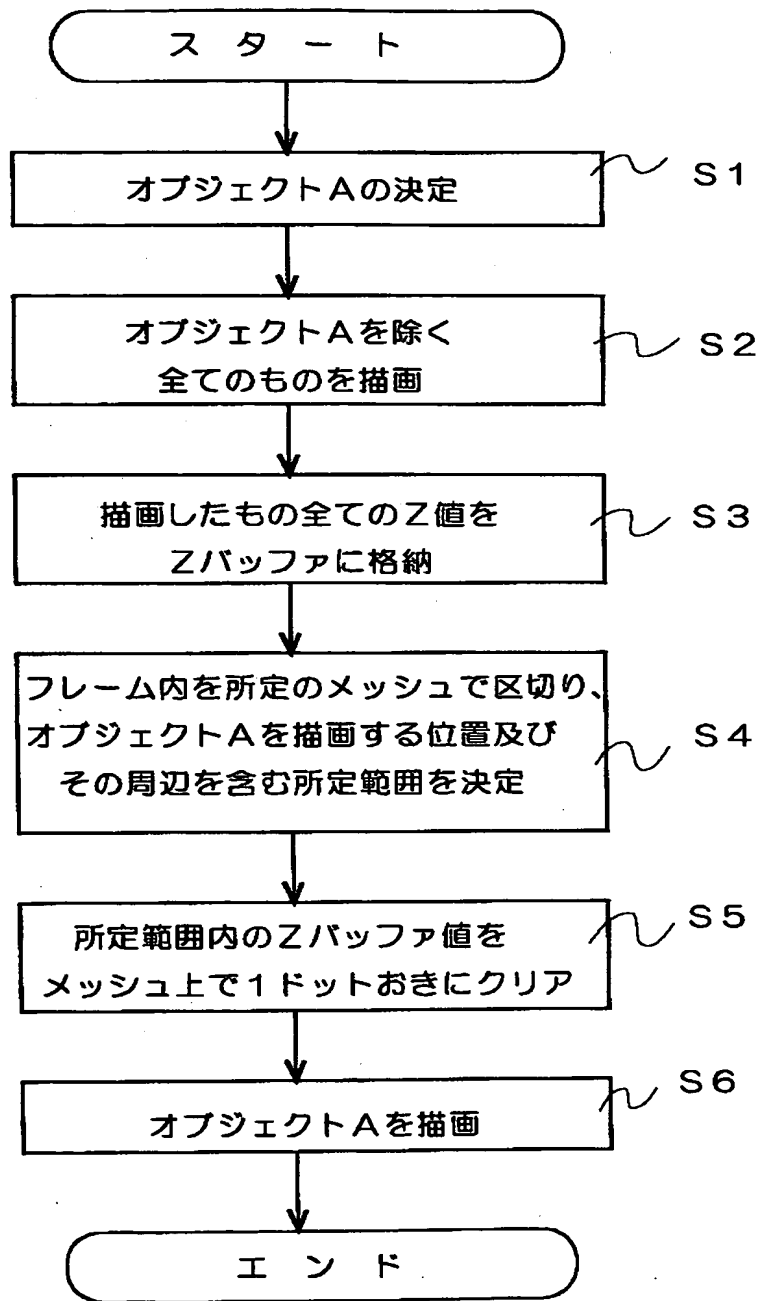 スタート
オブジェクトAの決定
S1
オブジェクトAを除く
全てのものを描画
S2
描画したもの全てのZ値を
Zバッファに格納
S3
フレーム内を所定のメッシュで区切り、
オブジェクトAを描画する位置及び
その周辺を含む所定範囲を決定
S4
所定範囲内のZバッファ値を
メッシュ上で1ドットおきにクリア
S5
オブジェクトAを描画
S6
エンド